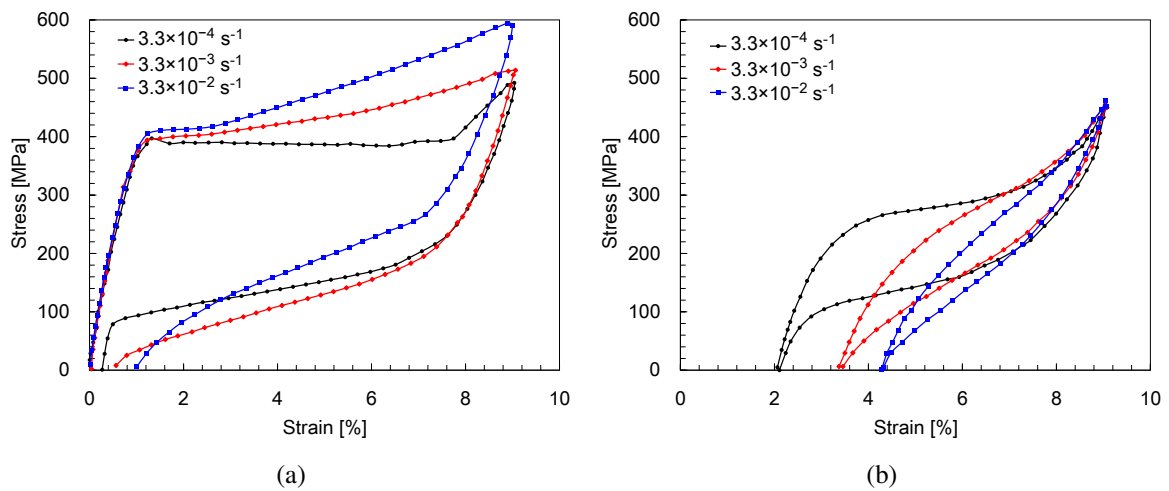 600
500
400
300
200
100
0
Stress [MPa]
3.3×10⁻⁴ s⁻¹
3.3×10⁻³ s⁻¹
3.3×10⁻² s⁻¹
0 2 4 6 8 10
Strain [%]
(a)
600
500
400
300
200
100
0
Stress [MPa]
3.3×10⁻⁴ s⁻¹
3.3×10⁻³ s⁻¹
3.3×10⁻² s⁻¹
0 2 4 6 8 10
Strain [%]
(b)